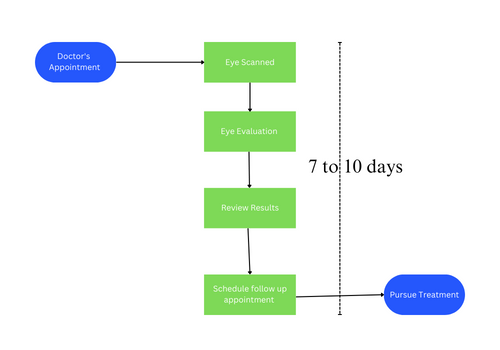 Doctor's
Appointment
Eye Scanned
Eye Evaluation
7 to 10 days
Review Results
Schedule follow up
appointment
Pursue Treatment